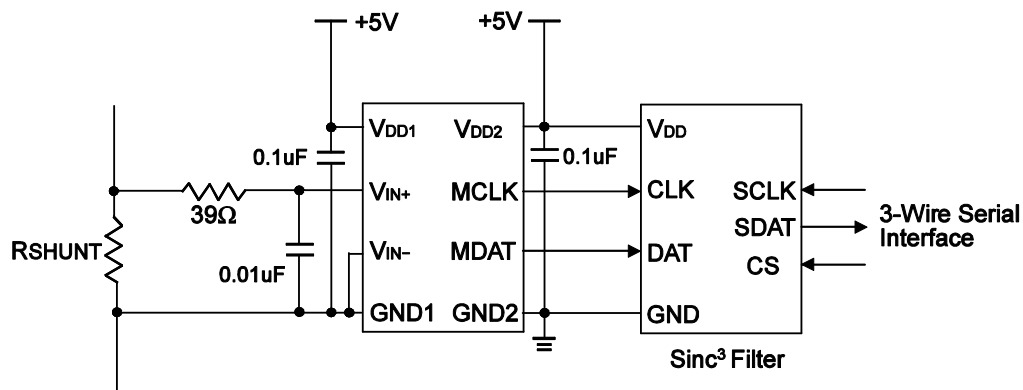 +5V
+5V
VDD1
VDD2
VDD
0.1uF
0.1uF
VIN+
MCLK
CLK
SCLK
39Ω
3-Wire Serial
Interface
SDAT
RSHUNT
VIN−
MDAT
DAT
CS
0.01uF
GND1
GND2
GND
Sinc³ Filter